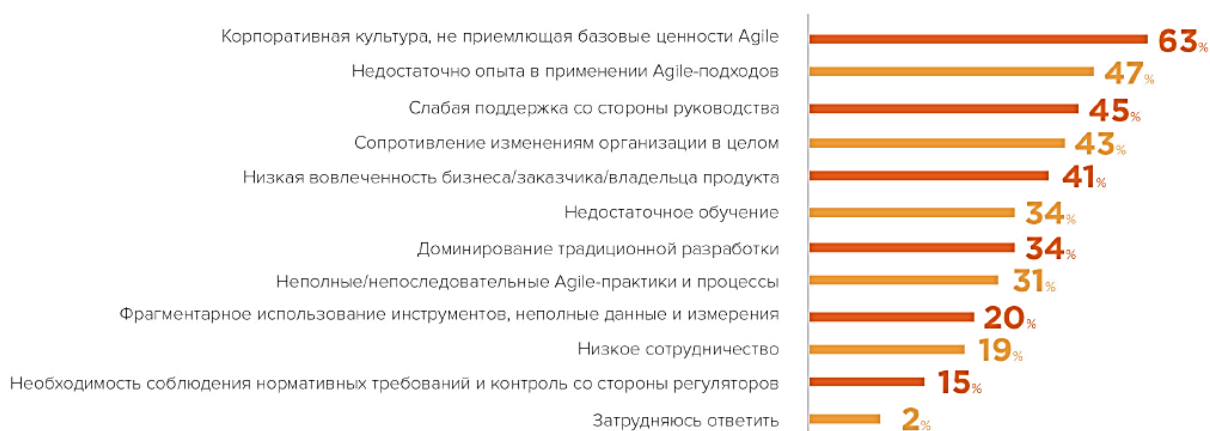 Корпоративная культура, не приемлющая базовые ценности Agile 63%
Недостаточно опыта в применении Agile-подходов 47%
Слабая поддержка со стороны руководства 45%
Сопротивление изменениям организации в целом 43%
Низкая вовлеченность бизнеса/заказчика/владельца продукта 41%
Недостаточное обучение 34%
Доминирование традиционной разработки 34%
Неполные/непоследовательные Agile-практики и процессы 31%
Фрагментарное использование инструментов, неполные данные и измерения 20%
Низкое сотрудничество 19%
Необходимость соблюдения нормативных требований и контроль со стороны регуляторов 15%
Затрудняюсь ответить 2%